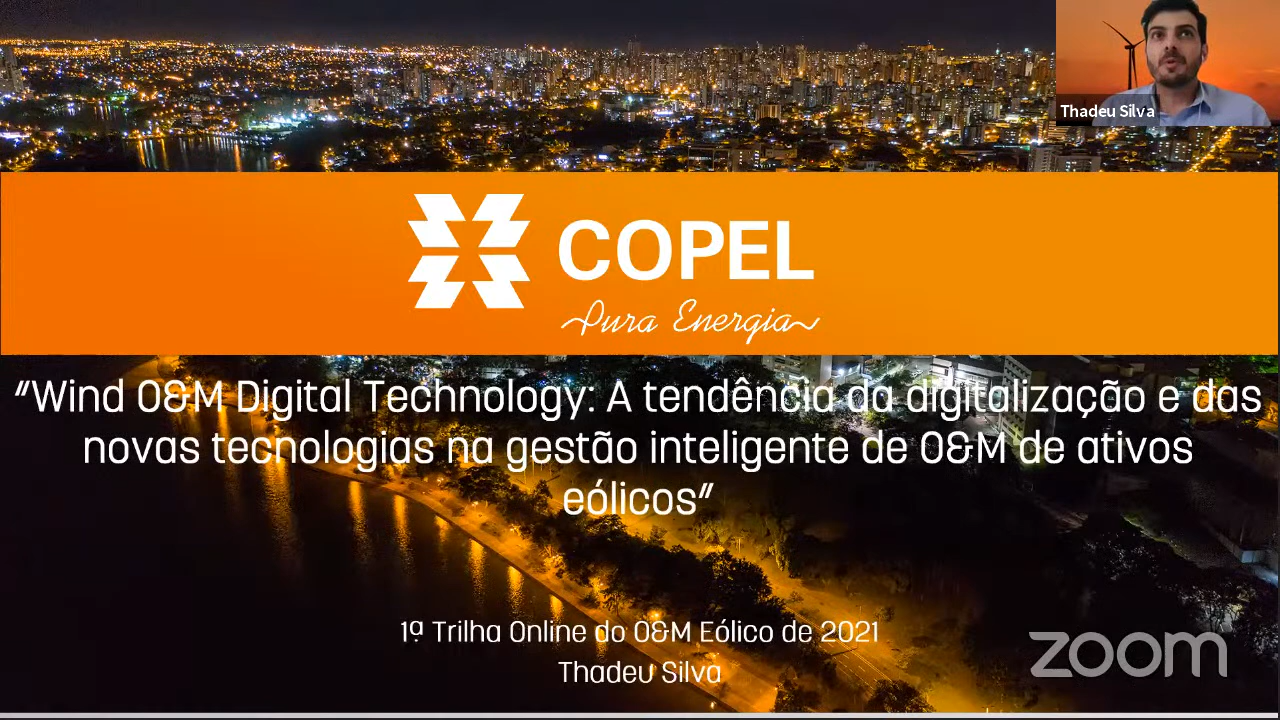 Thadeu Silva
COPEL
Pura Energia
"Wind O&M Digital Technology: A tendência da digitalização e das
novas tecnologias na gestão inteligente de O&M de ativos
eólicos"
1º Trilha Online do O&M Eólico de 2021
Thadeu Silva
zoom